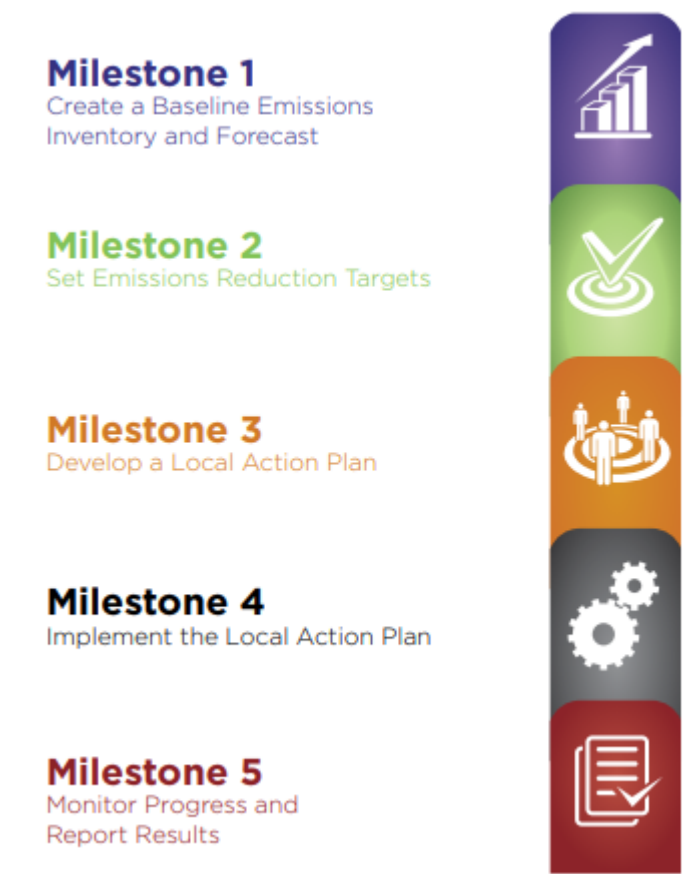 Milestone 1
Create a Baseline Emissions
Inventory and Forecast
Milestone 2
Set Emissions Reduction Targets
Milestone 3
Develop a Local Action Plan
Milestone 4
Implement the Local Action Plan
Milestone 5
Monitor Progress and
Report Results